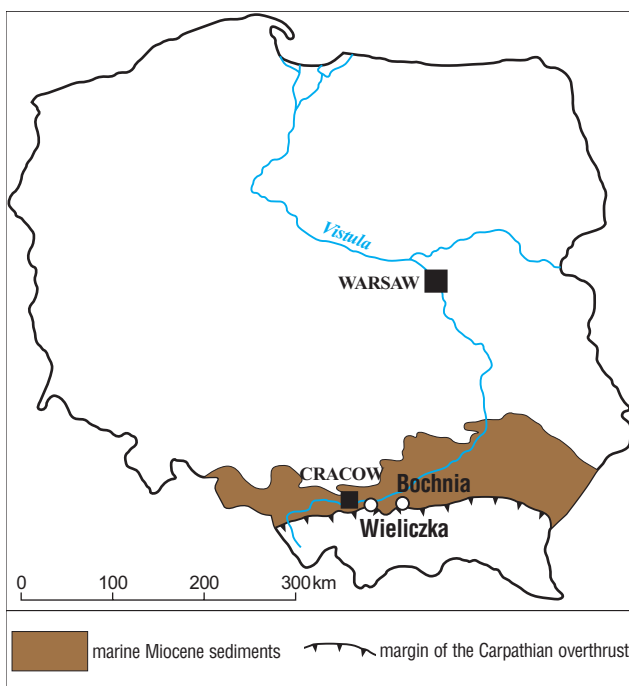 Vistula
WARSAW
CRACOW
Bochnia
Wieliczka
0 100 200 300 km
marine Miocene sediments
margin of the Carpathian overthrust